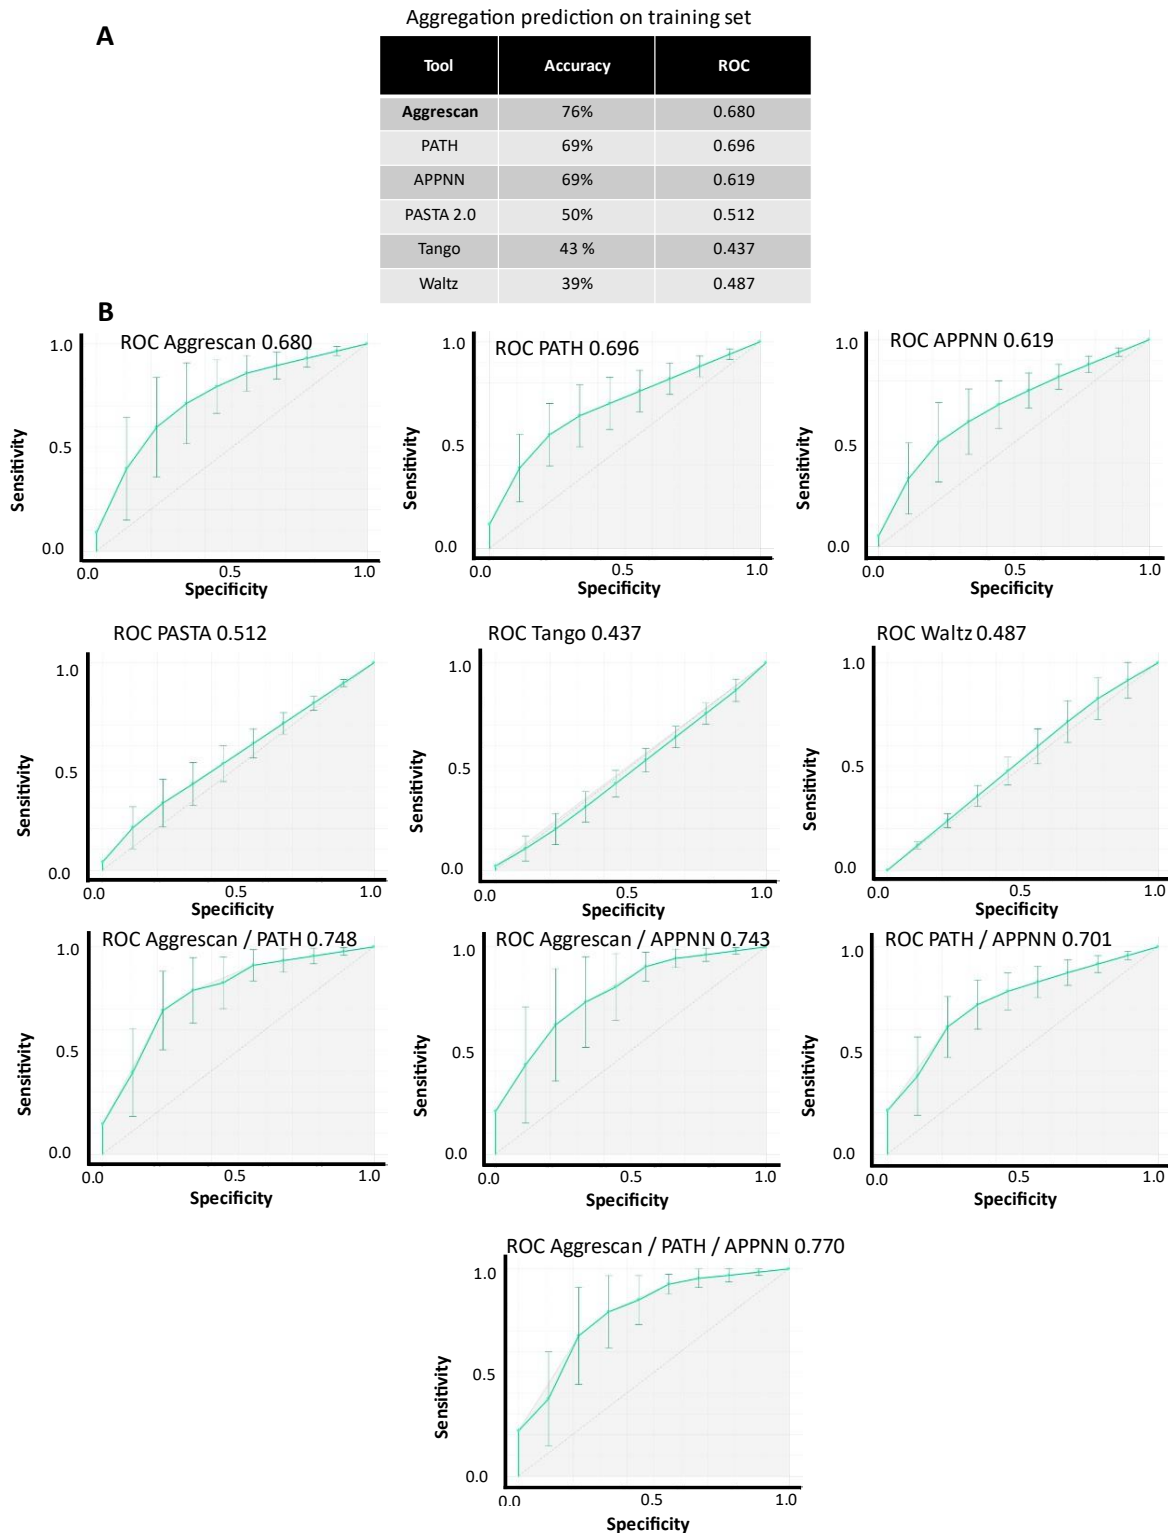 Aggregation prediction on training set
A
Tool Accuracy ROC
Aggrescan 76% 0.680
PATH 69% 0.696
APPNN 69% 0.619
PASTA 2.0 50% 0.512
Tango 43 % 0.437
Waltz 39% 0.487
B
ROC Aggrescan 0.680
1.0
0.5
0.0
Sensitivity
0.0 0.5 1.0
Specificity
ROC PATH 0.696
1.0
0.5
0.0
Sensitivity
0.0 0.5 1.0
Specificity
ROC APPNN 0.619
1.0
0.5
0.0
Sensitivity
0.0 0.5 1.0
Specificity
ROC PASTA 0.512
1.0
0.5
0.0
Sensitivity
0.0 0.5 1.0
Specificity
ROC Tango 0.437
1.0
0.5
0.0
Sensitivity
0.0 0.5 1.0
Specificity
ROC Waltz 0.487
1.0
0.5
0.0
Sensitivity
0.0 0.5 1.0
Specificity
ROC Aggrescan / PATH 0.748
1.0
0.5
0.0
Sensitivity
0.0 0.5 1.0
Specificity
ROC Aggrescan / APPNN 0.743
1.0
0.5
0.0
Sensitivity
0.0 0.5 1.0
Specificity
ROC PATH / APPNN 0.701
1.0
0.5
0.0
Sensitivity
0.0 0.5 1.0
Specificity
ROC Aggrescan / PATH / APPNN 0.770
1.0
0.5
0.0
Sensitivity
0.0 0.5 1.0
Specificity